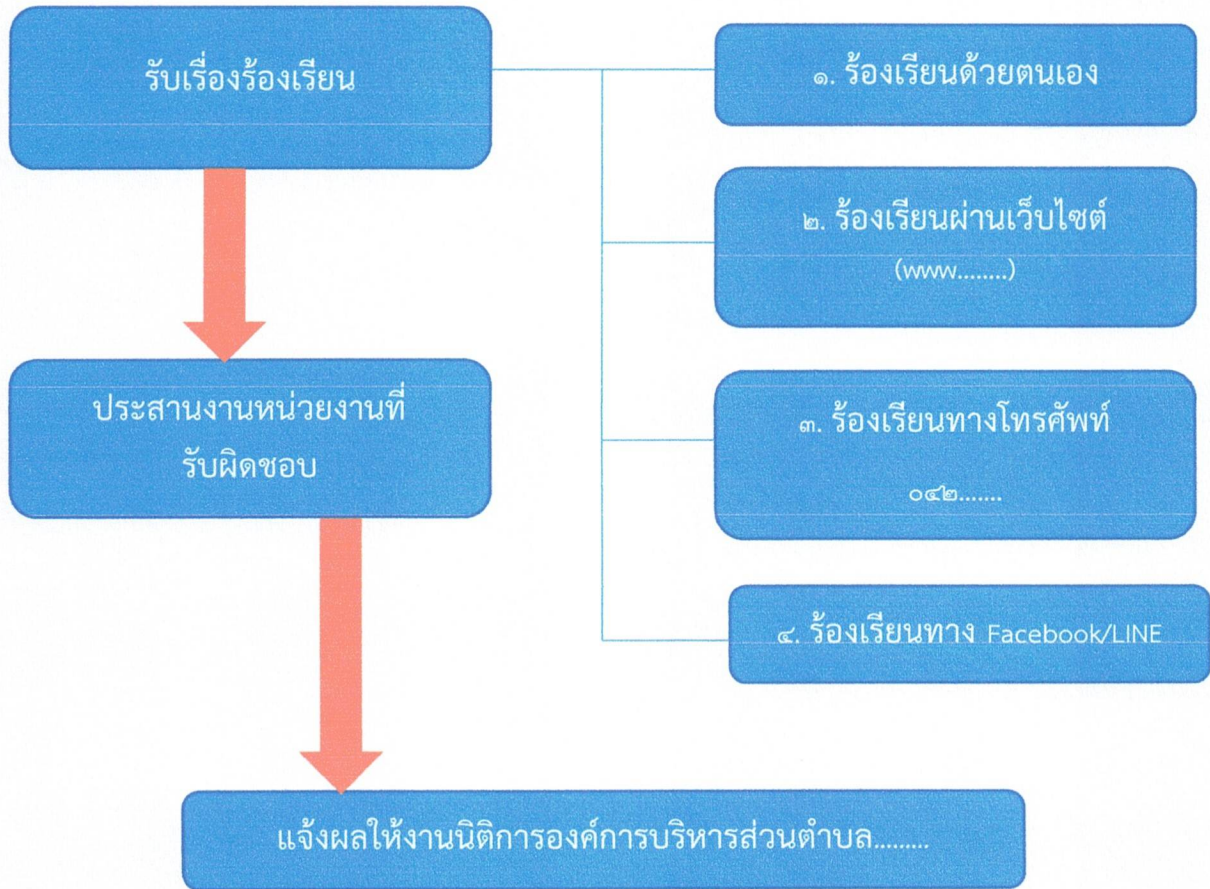 รับเรื่องร้องเรียน
๑. ร้องเรียนด้วยตนเอง
๒. ร้องเรียนผ่านเว็บไซต์
(www........)
ประสานงานหน่วยงานที่
รับผิดชอบ
๓. ร้องเรียนทางโทรศัพท์
๐๔๒.......
๔. ร้องเรียนทาง Facebook/LINE
แจ้งผลให้งานนิติการองค์การบริหารส่วนตำบล.........